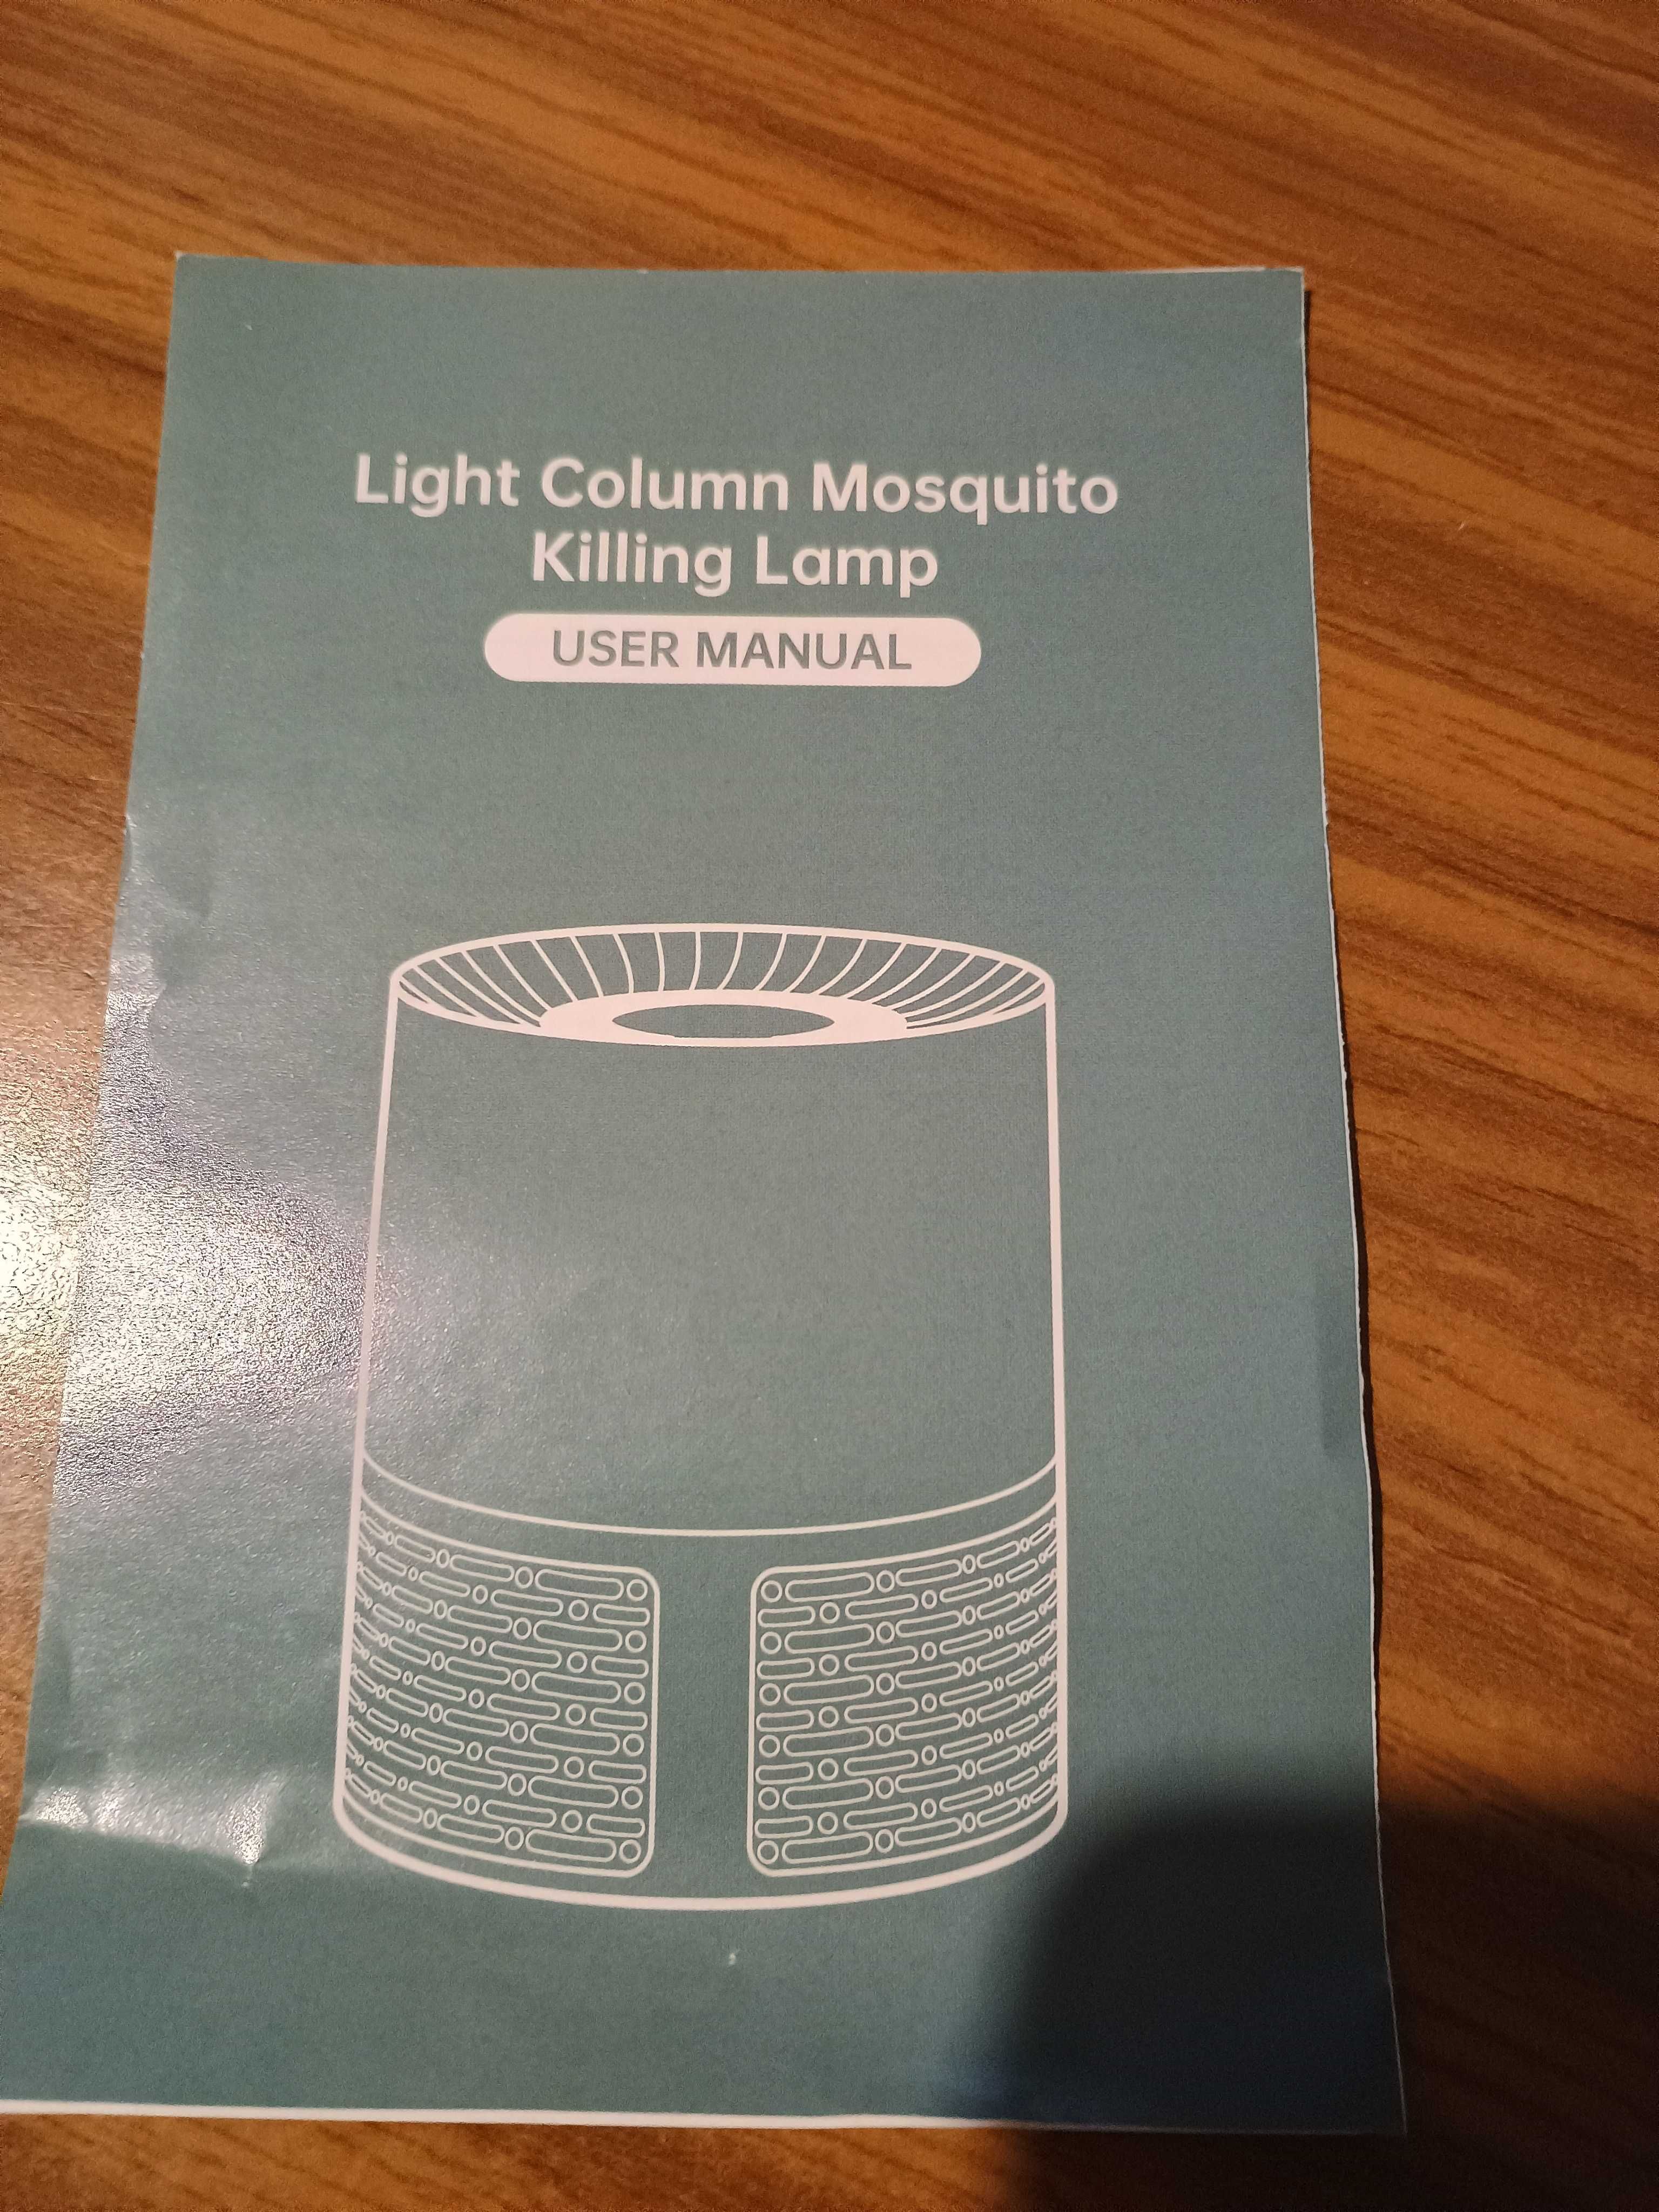 Light Column Mosquito
Killing Lamp
USER MANUAL